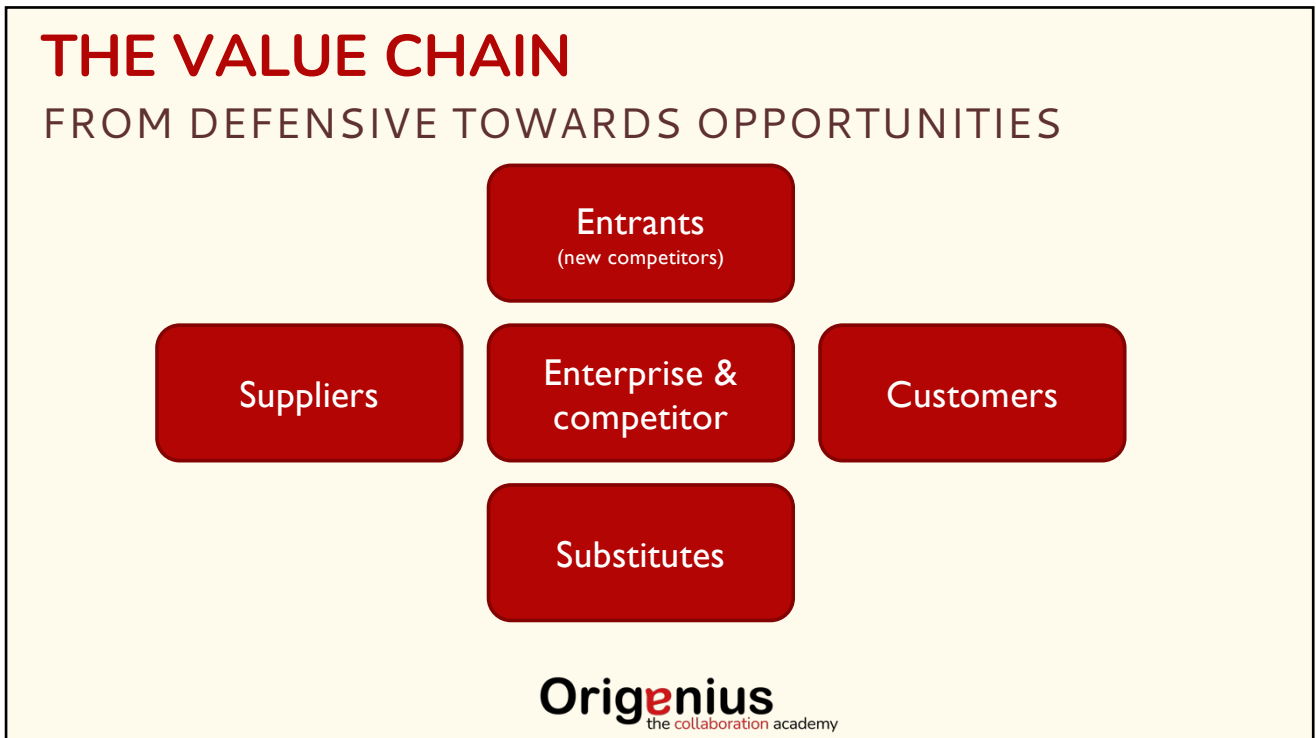 THE VALUE CHAIN
FROM DEFENSIVE TOWARDS OPPORTUNITIES
Entrants
(new competitors)
Suppliers
Enterprise &
competitor
Customers
Substitutes
Origenius
the collaboration academy